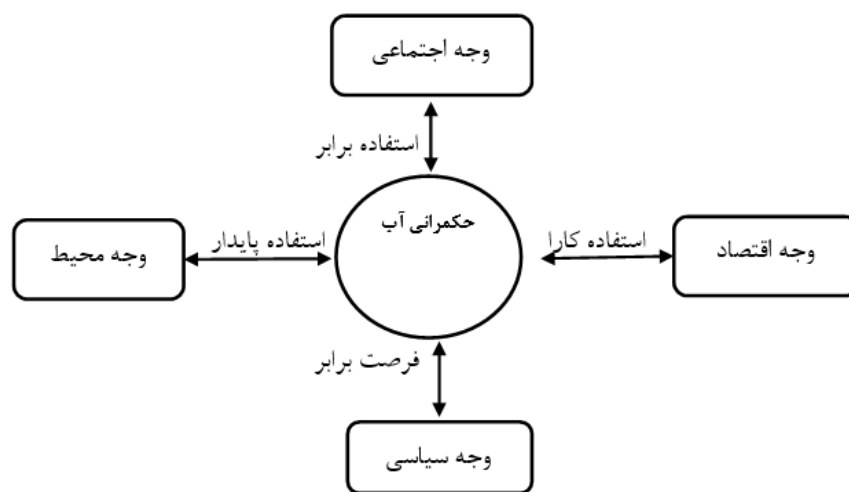 وجه اجتماعی
استفاده برابر
حکمرانی آب
وجه اقتصاد
استفاده کارا
استفاده پایدار
وجه محیط
فرصت برابر
وجه سیاسی